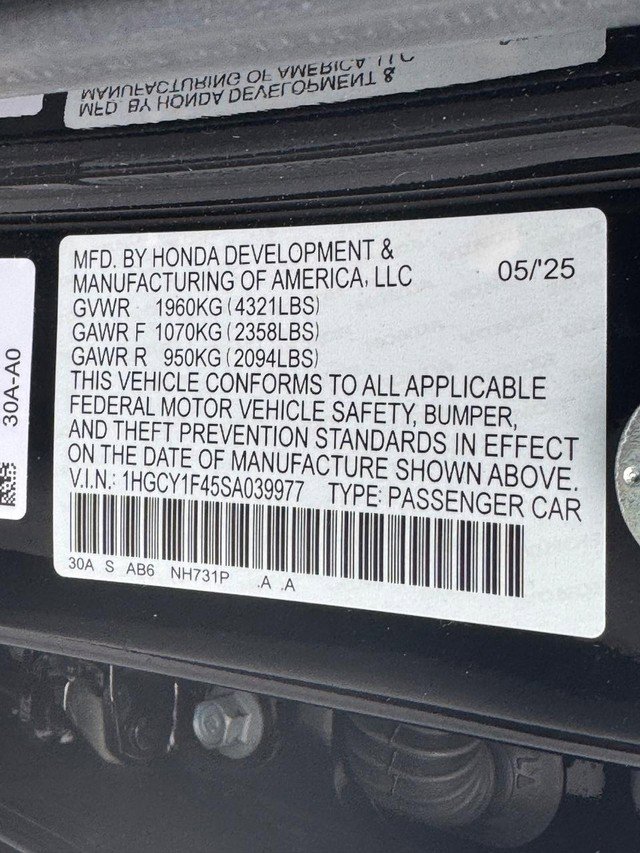 MANUFACTURING OF AMERICA, LLC
MFD. BY HONDA DEVELOPMENT &
MFD. BY HONDA DEVELOPMENT &
MANUFACTURING OF AMERICA, LLC
05/'25
GVWR 1960KG (4321LBS)
GAWR F 1070KG (2358LBS)
GAWR R 950KG (2094LBS)
THIS VEHICLE CONFORMS TO ALL APPLICABLE
FEDERAL MOTOR VEHICLE SAFETY, BUMPER,
AND THEFT PREVENTION STANDARDS IN EFFECT
ON THE DATE OF MANUFACTURE SHOWN ABOVE.
V.I.N.: 1HGCY1F45SA039977 TYPE: PASSENGER CAR
30A S AB6 NH731P .A .A
30A-A0